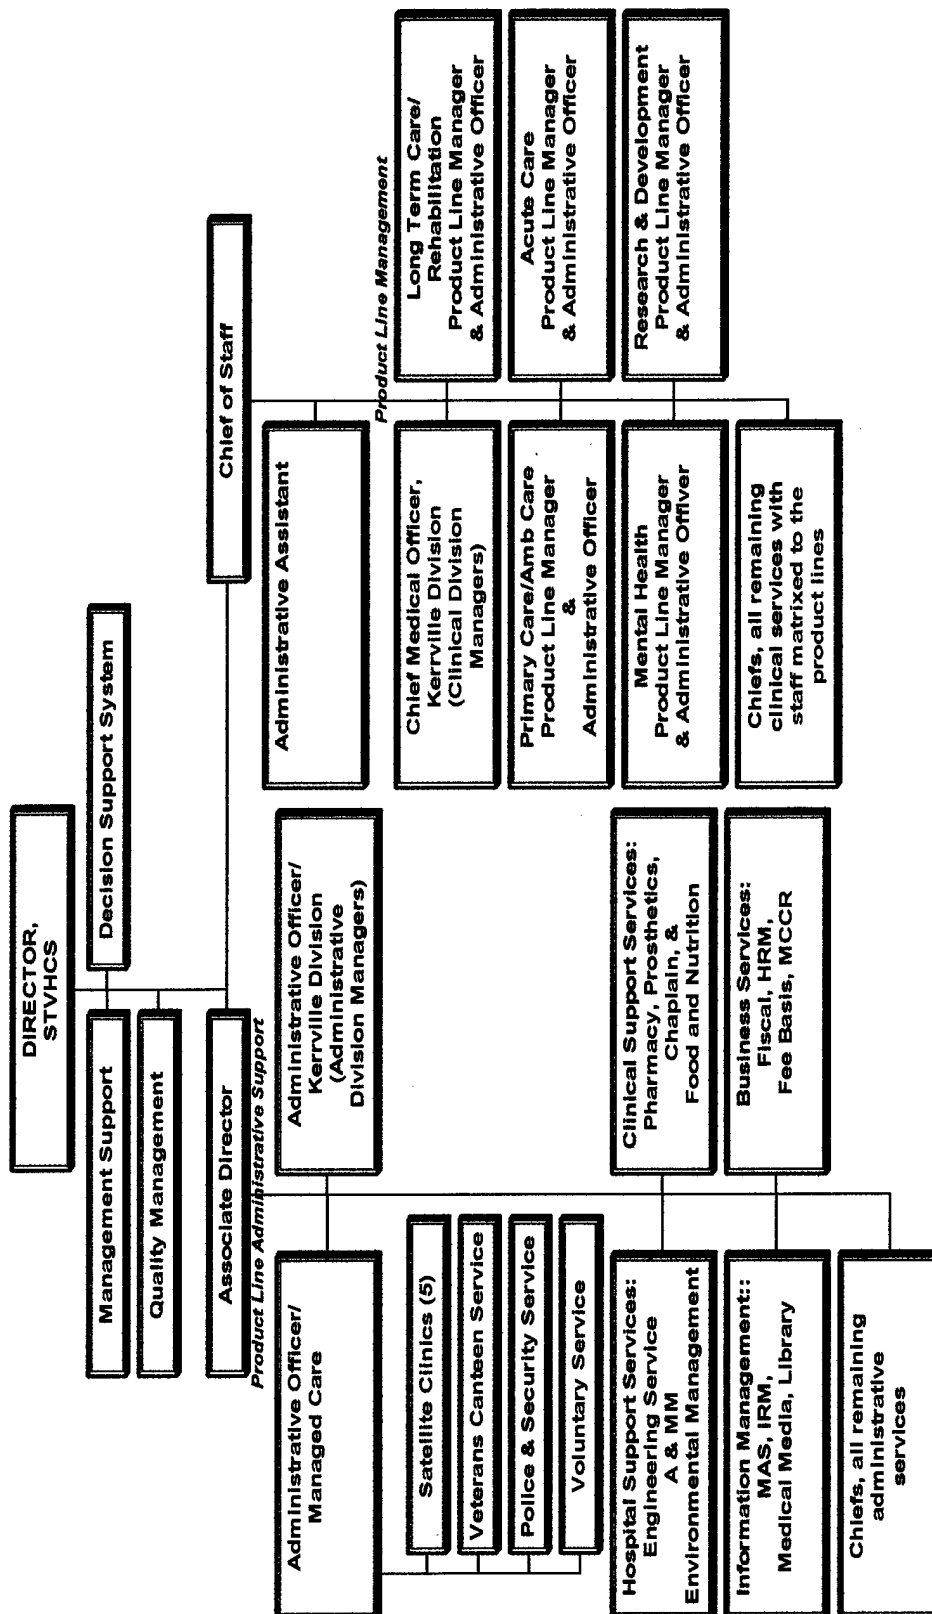 DIRECTOR,
STVHCS
Management Support
Decision Support System
Quality Management
Associate Director
Chief of Staff
Product Line Administrative Support
Administrative Officer/
Managed Care
Administrative Officer/
Kerrville Division
(Administrative
Division Managers)
Satellite Clinics (5)
Veterans Canteen Service
Police & Security Service
Voluntary Service
Hospital Support Services:
Engineering Service
A & MM
Environmental Management
Clinical Support Services:
Pharmacy, Prosthetics,
Chaplain, &
Food and Nutrition
Information Management::
MAS, IRM,
Medical Media, Library
Business Services:
Fiscal, HRM,
Fee Basis, MCCR
Chiefs, all remaining
administrative
services
Administrative Assistant
Product Line Management
Chief Medical Officer,
Kerrville Division
(Clinical Division
Managers)
Long Term Care/
Rehabilitation
Product Line Manager
& Administrative Officer
Primary Care/Amb Care
Product Line Manager
&
Administrative Officer
Acute Care
Product Line Manager
& Administrative Officer
Mental Health
Product Line Manager
& Administrative Offiver
Research & Development
Product Line Manager
& Administrative Officer
Chiefs, all remaining
clinical services with
staff matrixed to the
product lines